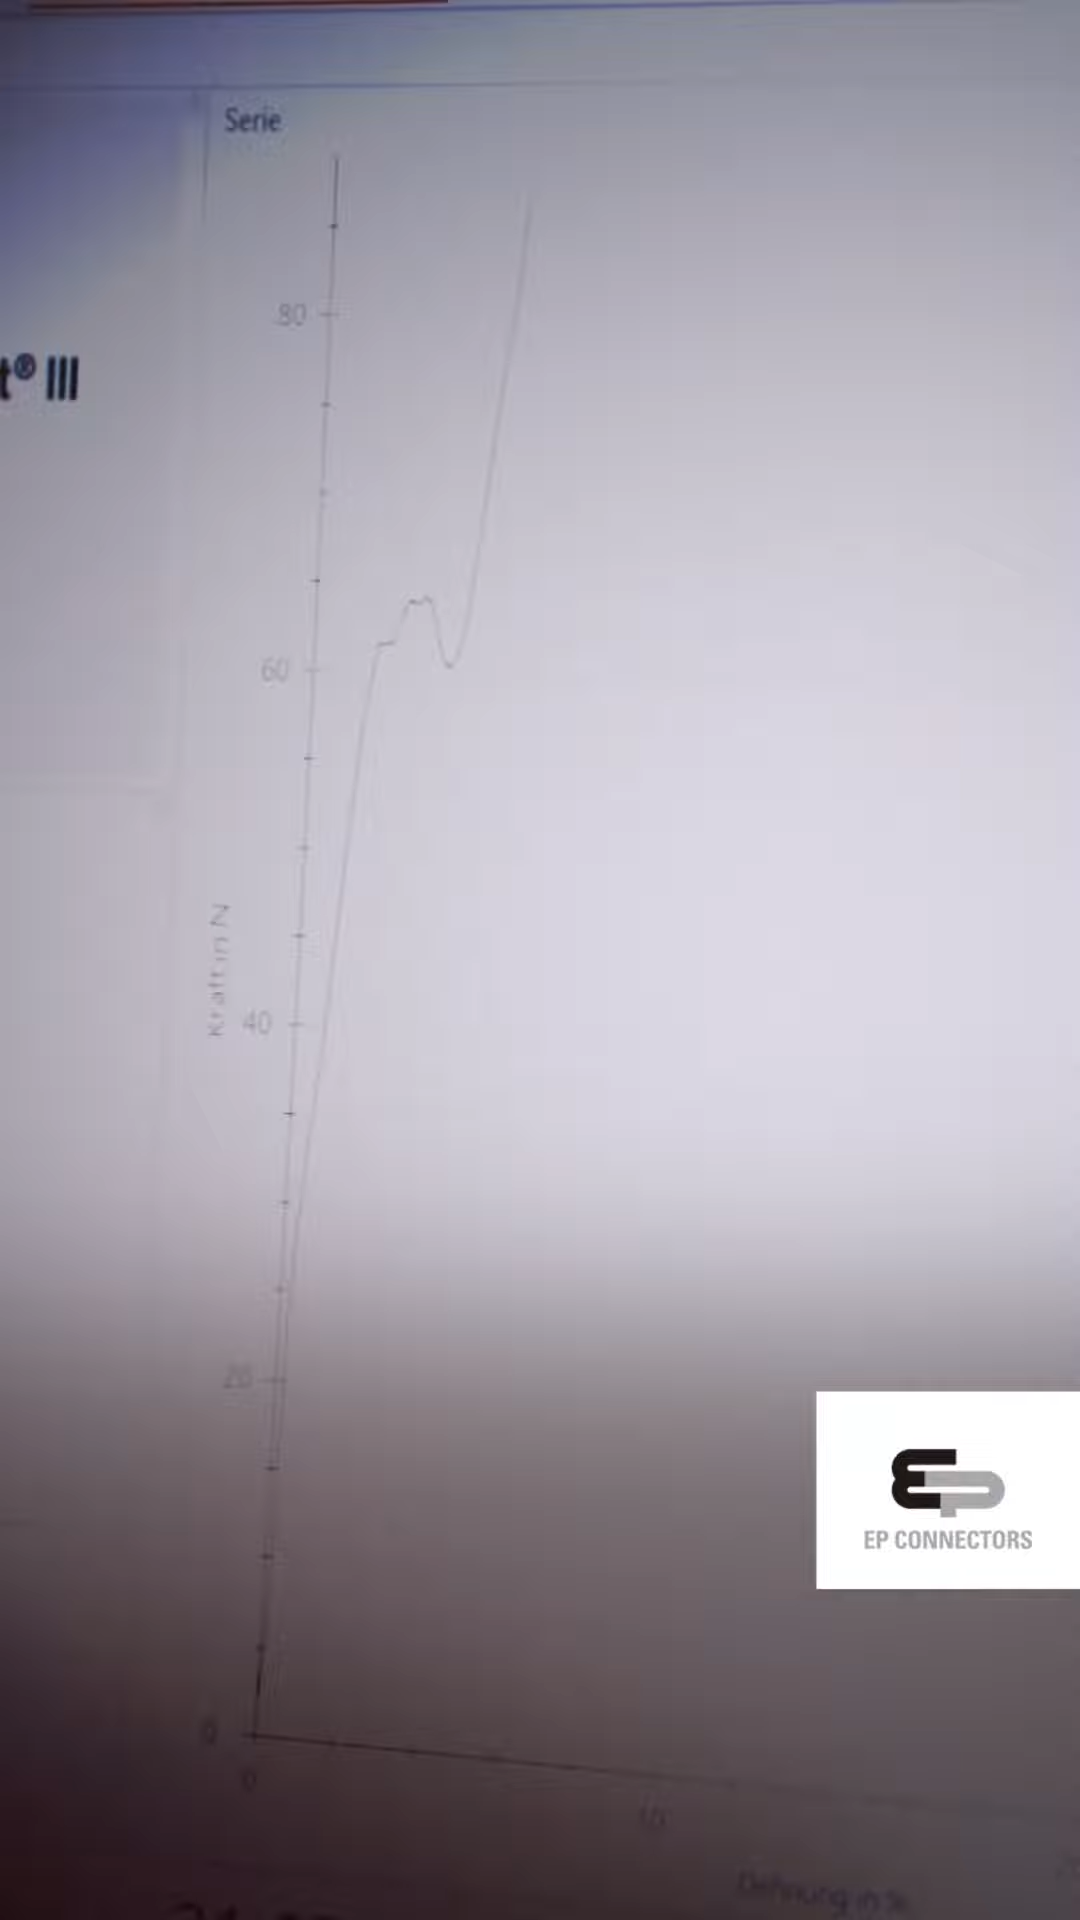 Serie
t® III
80
60
Kraft in N
40
20
EP CONNECTORS
0
0
10
Dehnung in %